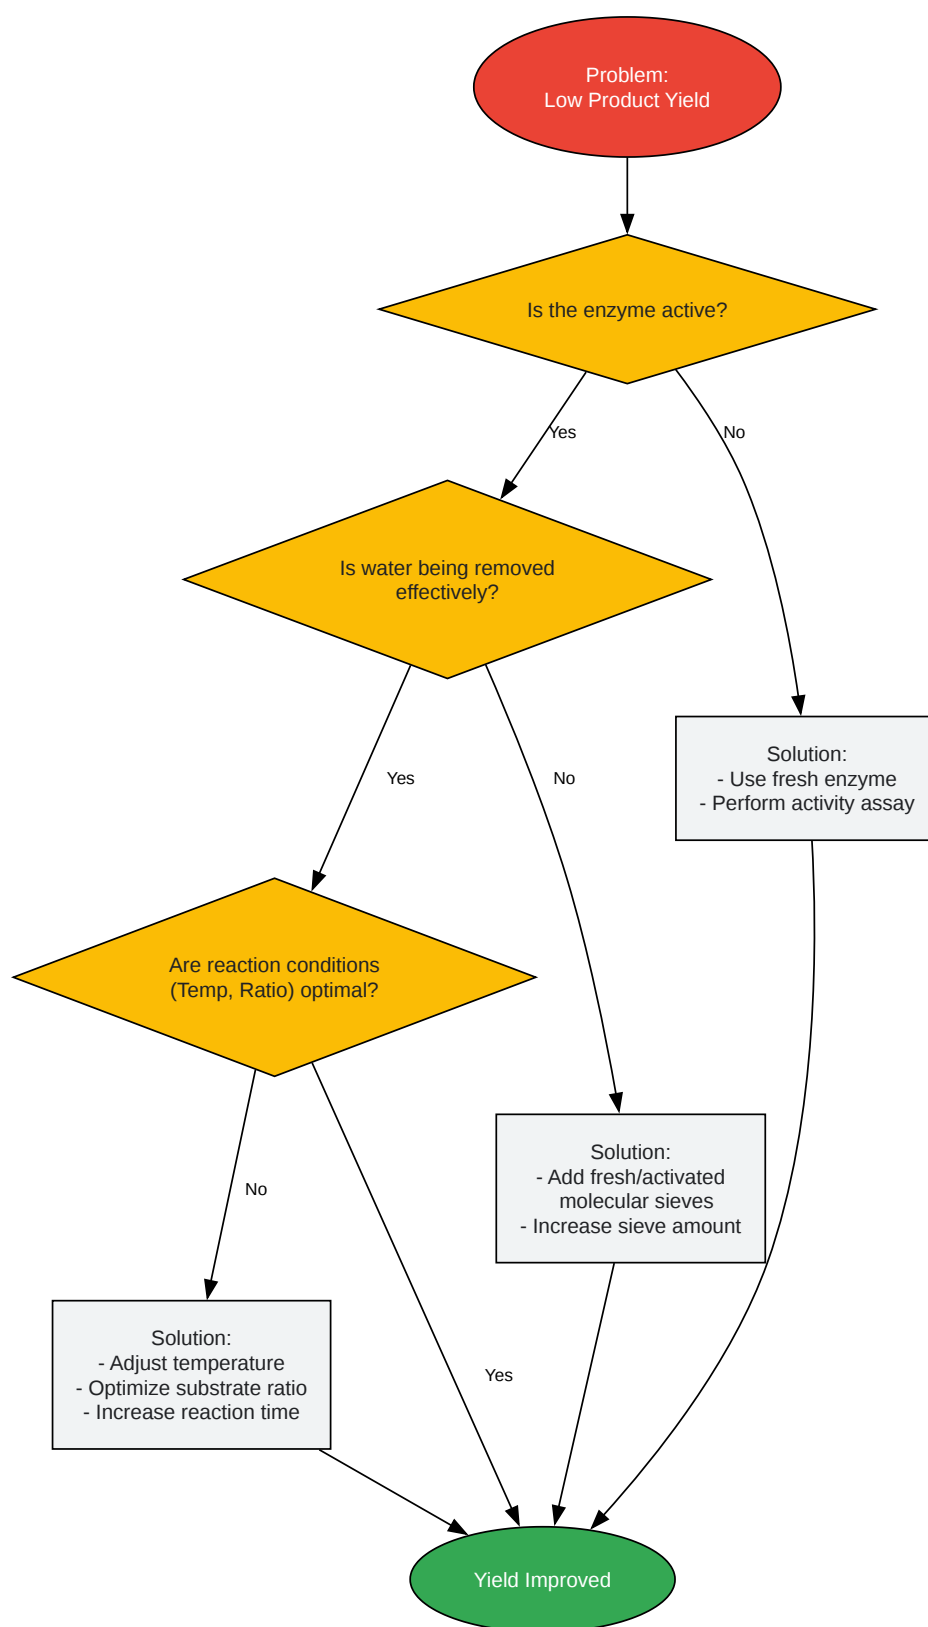 Problem:
Low Product Yield
Is the enzyme active?
Yes
No
Is water being removed
effectively?
Solution:
- Use fresh enzyme
- Perform activity assay
Yes
No
Are reaction conditions
(Temp, Ratio) optimal?
Solution:
- Add fresh/activated
molecular sieves
- Increase sieve amount
No
Solution:
- Adjust temperature
- Optimize substrate ratio
- Increase reaction time
Yes
Yield Improved